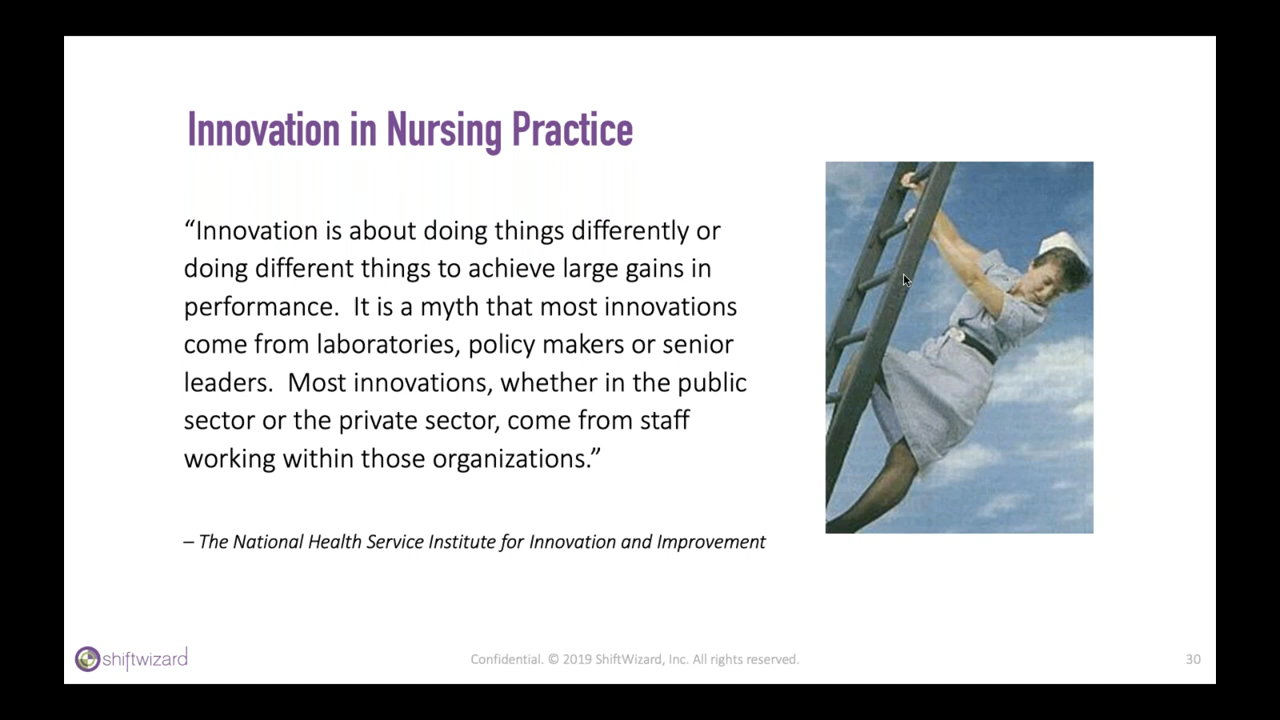 Innovation in Nursing Practice
“Innovation is about doing things differently or
doing different things to achieve large gains in
performance.  It is a myth that most innovations
come from laboratories, policy makers or senior
leaders.  Most innovations, whether in the public
sector or the private sector, come from staff
working within those organizations.”
– The National Health Service Institute for Innovation and Improvement
shiftwizard
Confidential. © 2019 ShiftWizard, Inc. All rights reserved.
30